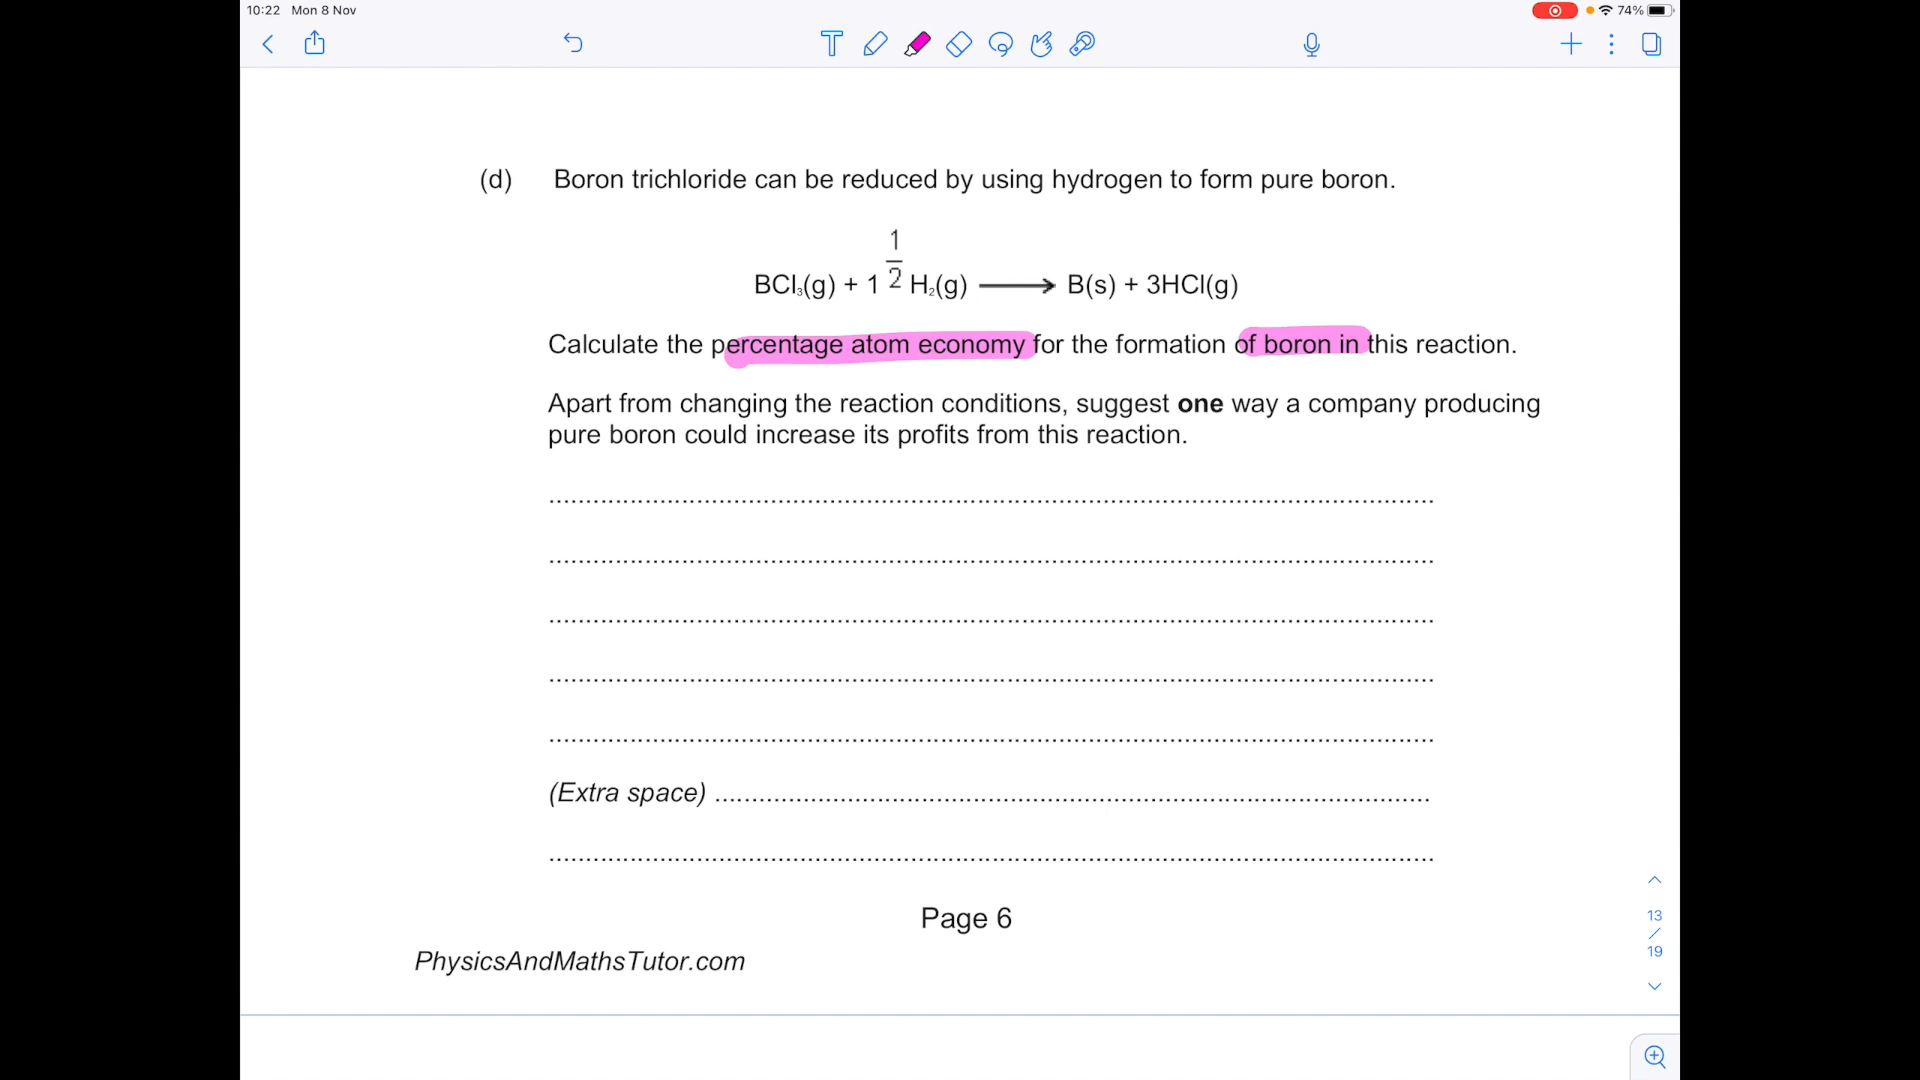 10:22 Mon 8 Nov
74%
(d) Boron trichloride can be reduced by using hydrogen to form pure boron.
BCl₃(g) + 1 1/2 H₂(g) ⟶ B(s) + 3HCl(g)
Calculate the percentage atom economy for the formation of boron in this reaction.
Apart from changing the reaction conditions, suggest one way a company producing
pure boron could increase its profits from this reaction.
(Extra space)
Page 6
13
/
19
PhysicsAndMathsTutor.com